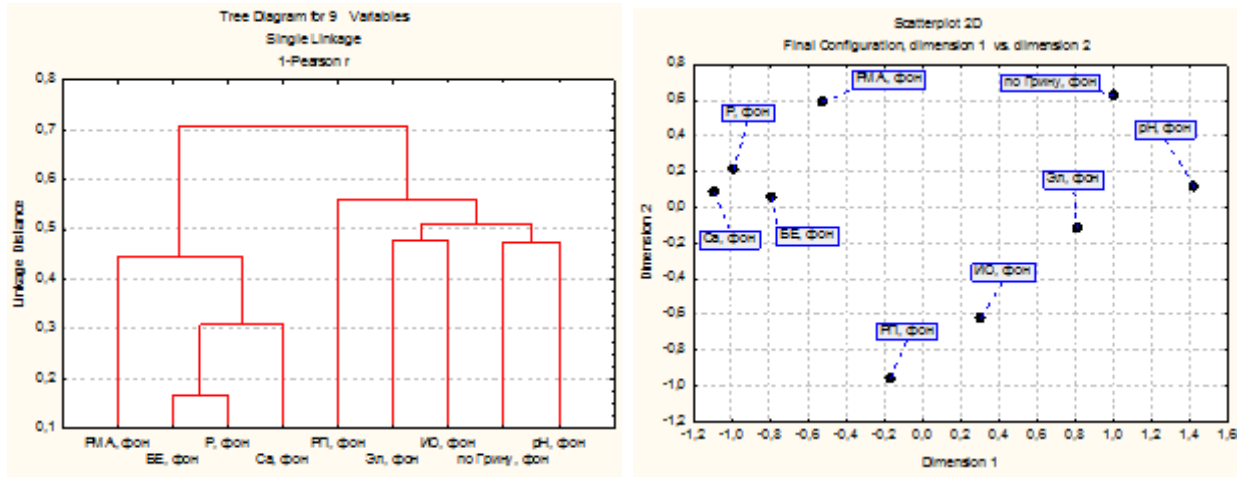 Tree Diagram for 9 Variables
Single Linkage
1-Pearson r
0,8
0,7
0,6
0,5
0,4
0,3
0,2
0,1
Linkage Distance
РМА, фон
Р, фон
РП, фон
ИО, фон
рН, фон
БЕ, фон
Са, фон
Эл, фон
по Грину, фон
Scatterplot 2D
Final Configuration, dimension 1 vs. dimension 2
0,8
0,6
0,4
0,2
0,0
-0,2
-0,4
-0,6
-0,8
-1,0
-1,2
Dimension 2
РМА, фон
по Грину, фон
Р, фон
рН, фон
Эл, фон
Са, фон
БЕ, фон
ИО, фон
РП, фон
-1,2 -1,0 -0,8 -0,6 -0,4 -0,2 0,0 0,2 0,4 0,6 0,8 1,0 1,2 1,4 1,6
Dimension 1